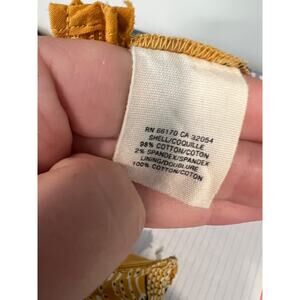 RN 66170 CA 32054
SHELL/COQUILLE
98% COTTON/COTON
2% SPANDEX/SPANDEX
LINING/DOUBLURE
100% COTTON/COTON